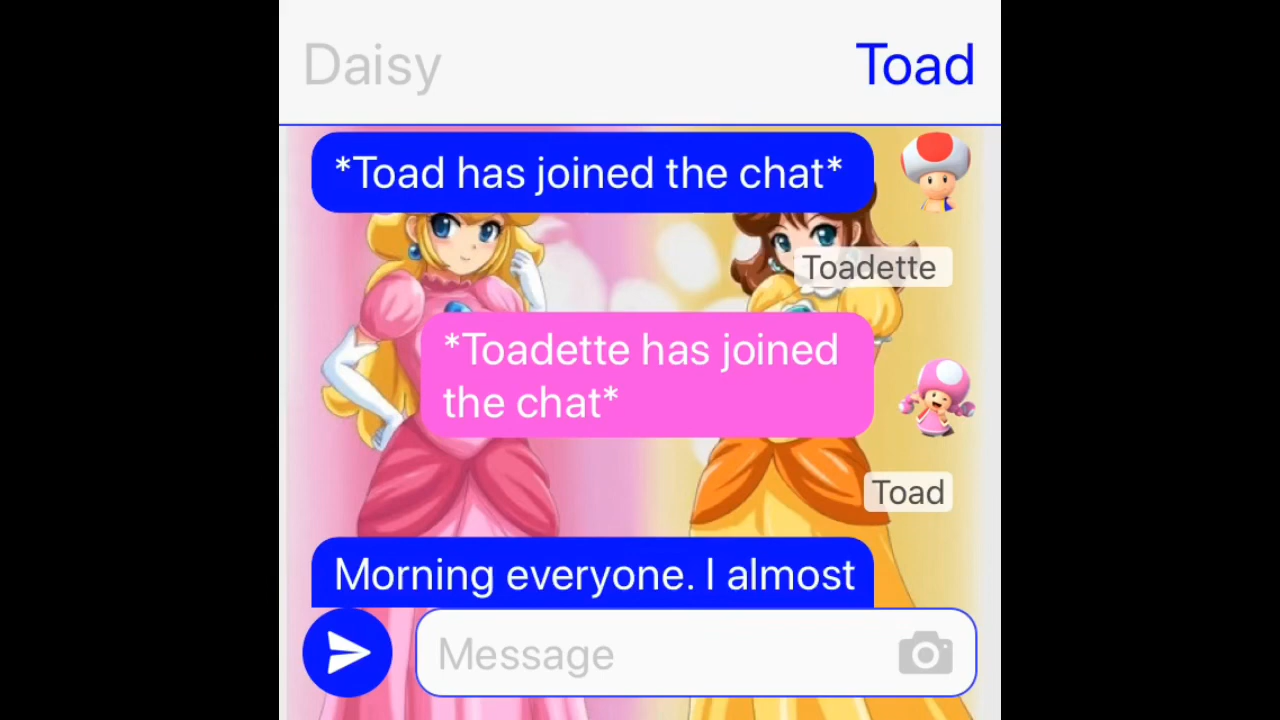 Daisy
Toad
*Toad has joined the chat*
Toadette
*Toadette has joined
the chat*
Toad
Morning everyone. I almost
Message